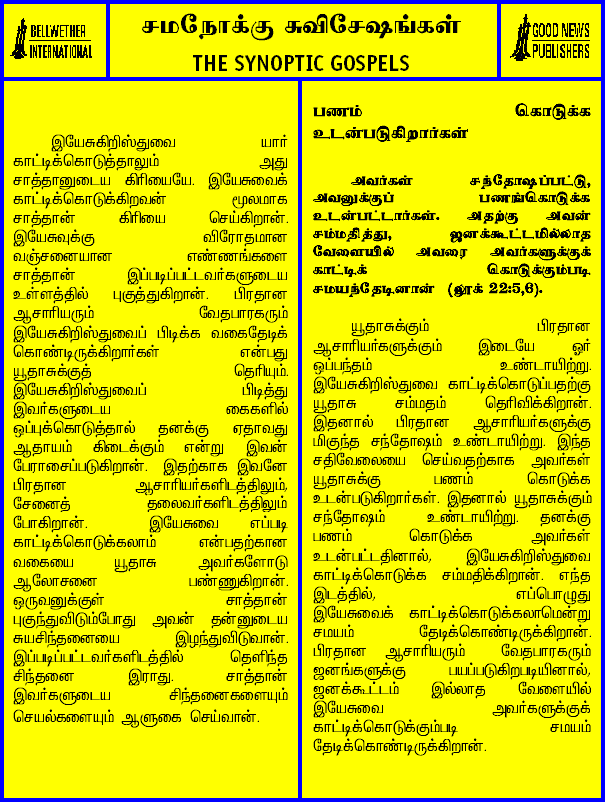 BELLWETHER
INTERNATIONAL
சமநோக்கு சுவிசேஷங்கள்
THE SYNOPTIC GOSPELS
GOOD NEWS
PUBLISHERS
இயேசுகிறிஸ்துவை யார்
காட்டிக்கொடுத்தாலும் அது
சாத்தானுடைய கிரியையே. இயேசுவைக்
காட்டிக்கொடுக்கிறவன் மூலமாக
சாத்தான் கிரியை செய்கிறான்.
இயேசுவுக்கு விரோதமான
வஞ்சனையான எண்ணங்களை
சாத்தான் இப்படிப்பட்டவர்களுடைய
உள்ளத்தில் புகுத்துகிறான். பிரதான
ஆசாரியரும் வேதபாரகரும்
இயேசுகிறிஸ்துவைப் பிடிக்க வகைதேடிக்
கொண்டிருக்கிறார்கள் என்பது
யூதாசுக்குத் தெரியும்.
இயேசுகிறிஸ்துவைப் பிடித்து
இவர்களுடைய கைகளில்
ஒப்புக்கொடுத்தால் தனக்கு ஏதாவது
ஆதாயம் கிடைக்கும் என்று இவன்
பேராசைப்படுகிறான். இதற்காக இவனே
பிரதான ஆசாரியர்களிடத்திலும்,
சேனைத் தலைவர்களிடத்திலும்
போகிறான். இயேசுவை எப்படி
காட்டிக்கொடுக்கலாம் என்பதற்கான
வகையை யூதாசு அவர்களோடு
ஆலோசனை பண்ணுகிறான்.
ஒருவனுக்குள் சாத்தான்
புகுந்துவிடும்போது அவன் தன்னுடைய
சுயசிந்தனையை இழந்துவிடுவான்.
இப்படிப்பட்டவர்களிடத்தில் தெளிந்த
சிந்தனை இராது. சாத்தான்
இவர்களுடைய சிந்தனைகளையும்
செயல்களையும் ஆளுகை செய்வான்.
பணம் கொடுக்க
உடன்படுகிறார்கள்
அவர்கள் சந்தோஷப்பட்டு,
அவனுக்குப் பணங்கொடுக்க
உடன்பட்டார்கள். அதற்கு அவன்
சம்மதித்து, ஜனக்கூட்டமில்லாத
வேளையில் அவரை அவர்களுக்குக்
காட்டிக் கொடுக்கும்படி
சமயந்தேடினான் (லூக் 22:5,6).
யூதாசுக்கும் பிரதான
ஆசாரியர்களுக்கும் இடையே ஓர்
ஒப்பந்தம் உண்டாயிற்று.
இயேசுகிறிஸ்துவை காட்டிக்கொடுப்பதற்கு
யூதாசு சம்மதம் தெரிவிக்கிறான்.
இதனால் பிரதான ஆசாரியர்களுக்கு
மிகுந்த சந்தோஷம் உண்டாயிற்று. இந்த
சதிவேலையை செய்வதற்காக அவர்கள்
யூதாசுக்கு பணம் கொடுக்க
உடன்படுகிறார்கள். இதனால் யூதாசுக்கும்
சந்தோஷம் உண்டாயிற்று. தனக்கு
பணம் கொடுக்க அவர்கள்
உடன்பட்டதினால், இயேசுகிறிஸ்துவை
காட்டிக்கொடுக்க சம்மதிக்கிறான். எந்த
இடத்தில், எப்பொழுது
இயேசுவைக் காட்டிக்கொடுக்கலாமென்று
சமயம் தேடிக்கொண்டிருக்கிறான்.
பிரதான ஆசாரியரும் வேதபாரகரும்
ஜனங்களுக்கு பயப்படுகிறபடியினால்,
ஜனக்கூட்டம் இல்லாத வேளையில்
இயேசுவை அவர்களுக்குக்
காட்டிக்கொடுக்கும்படி சமயம்
தேடிக்கொண்டிருக்கிறான்.